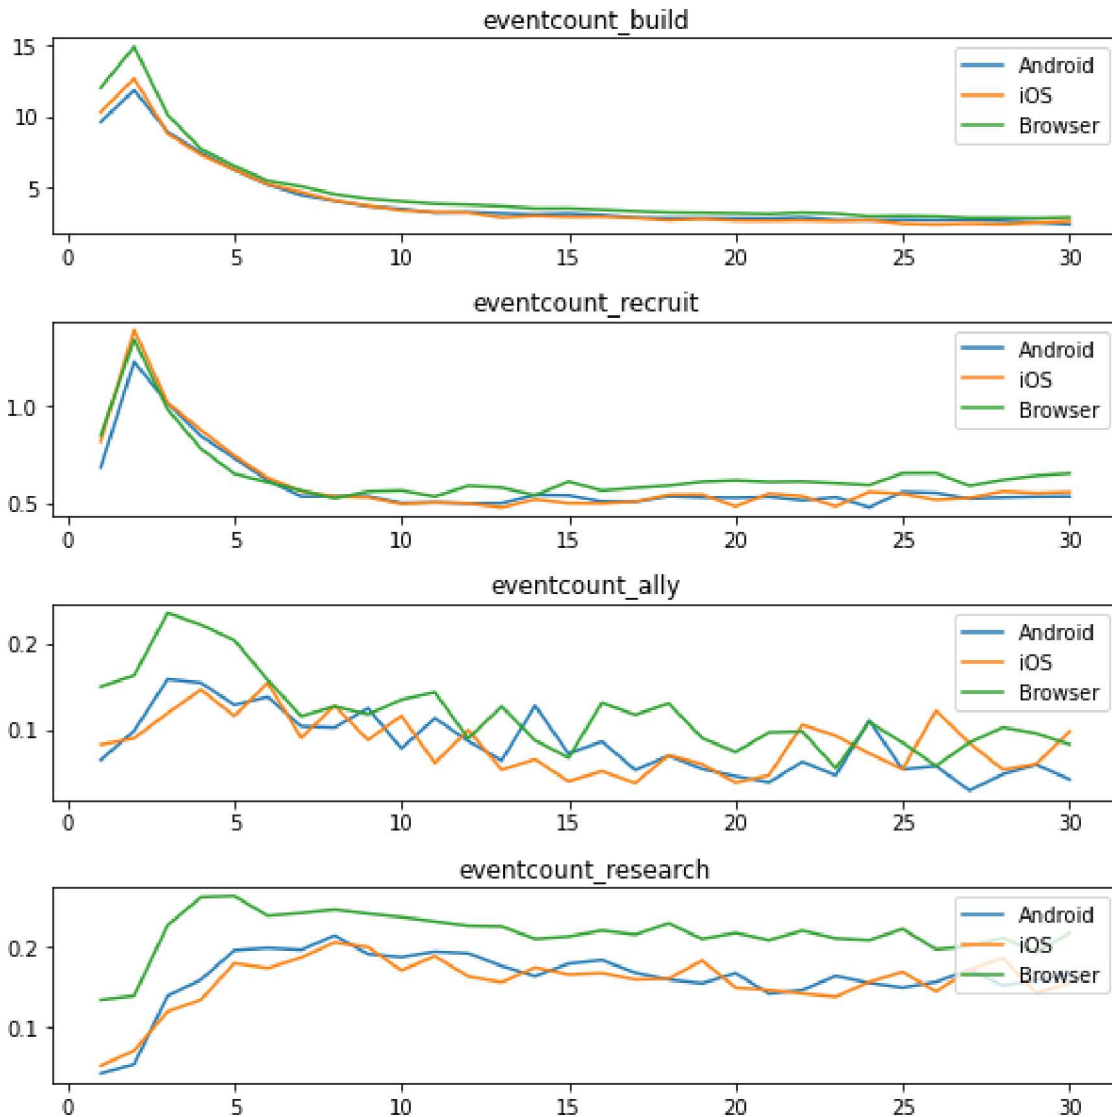 eventcount_build
15
10
5
Android
iOS
Browser
0 5 10 15 20 25 30
eventcount_recruit
1.0
0.5
Android
iOS
Browser
0 5 10 15 20 25 30
eventcount_ally
0.2
0.1
Android
iOS
Browser
0 5 10 15 20 25 30
eventcount_research
0.2
0.1
Android
iOS
Browser
0 5 10 15 20 25 30